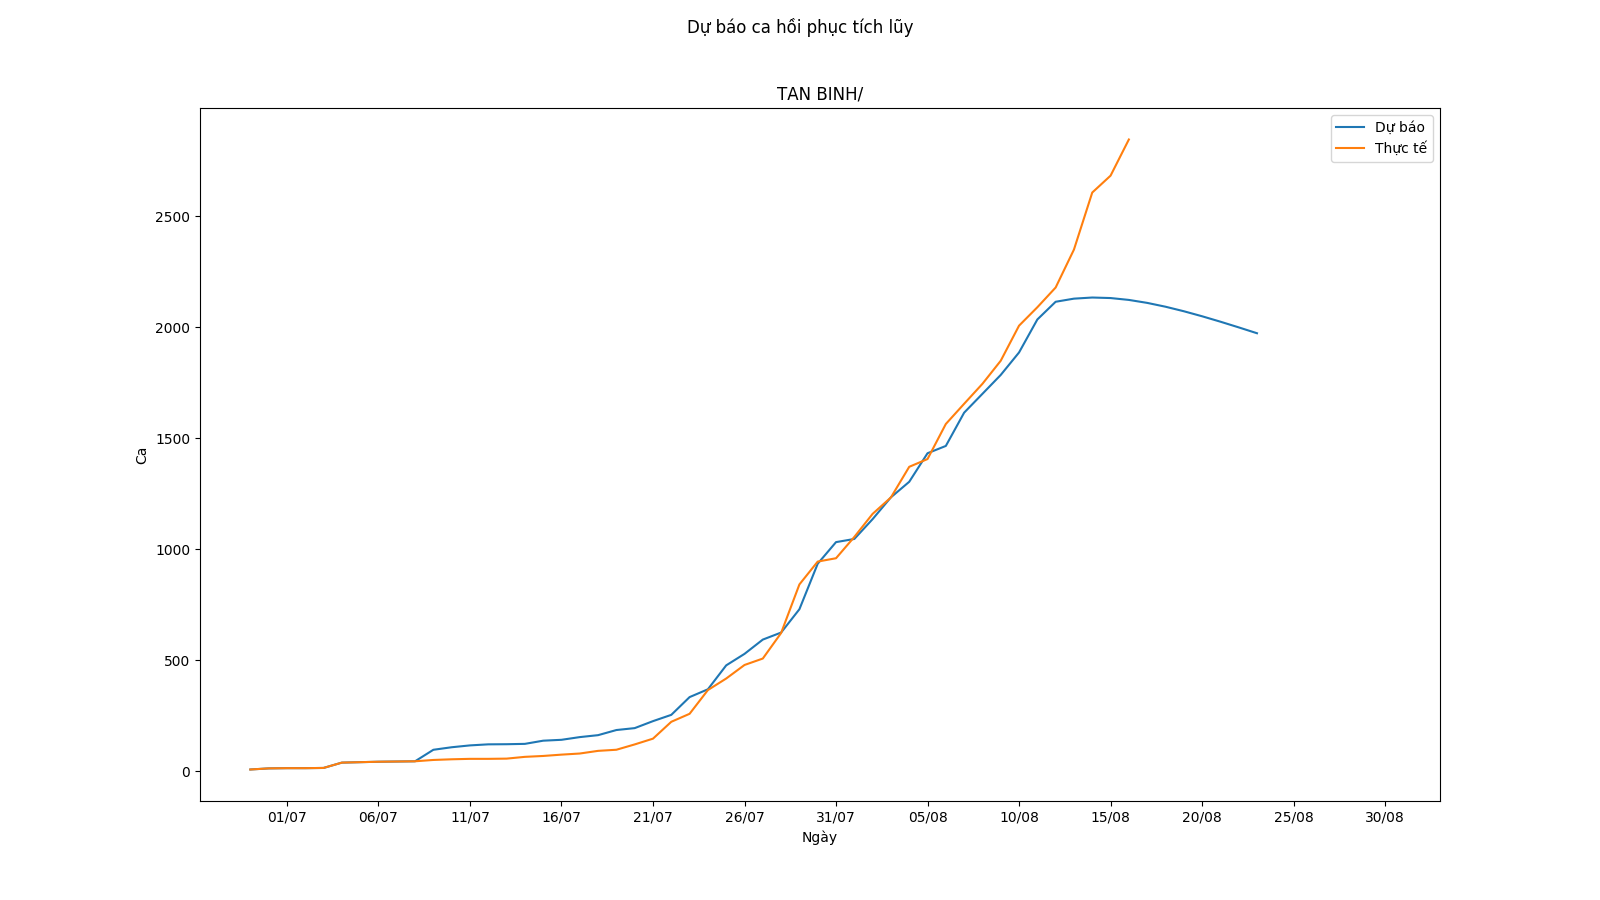 Dự báo ca hồi phục tích lũy
TAN BINH/
Dự báo
Thực tế
2500
2000
1500
1000
500
0
Ca
01/07 06/07 11/07 16/07 21/07 26/07 31/07 05/08 10/08 15/08 20/08 25/08 30/08
Ngày